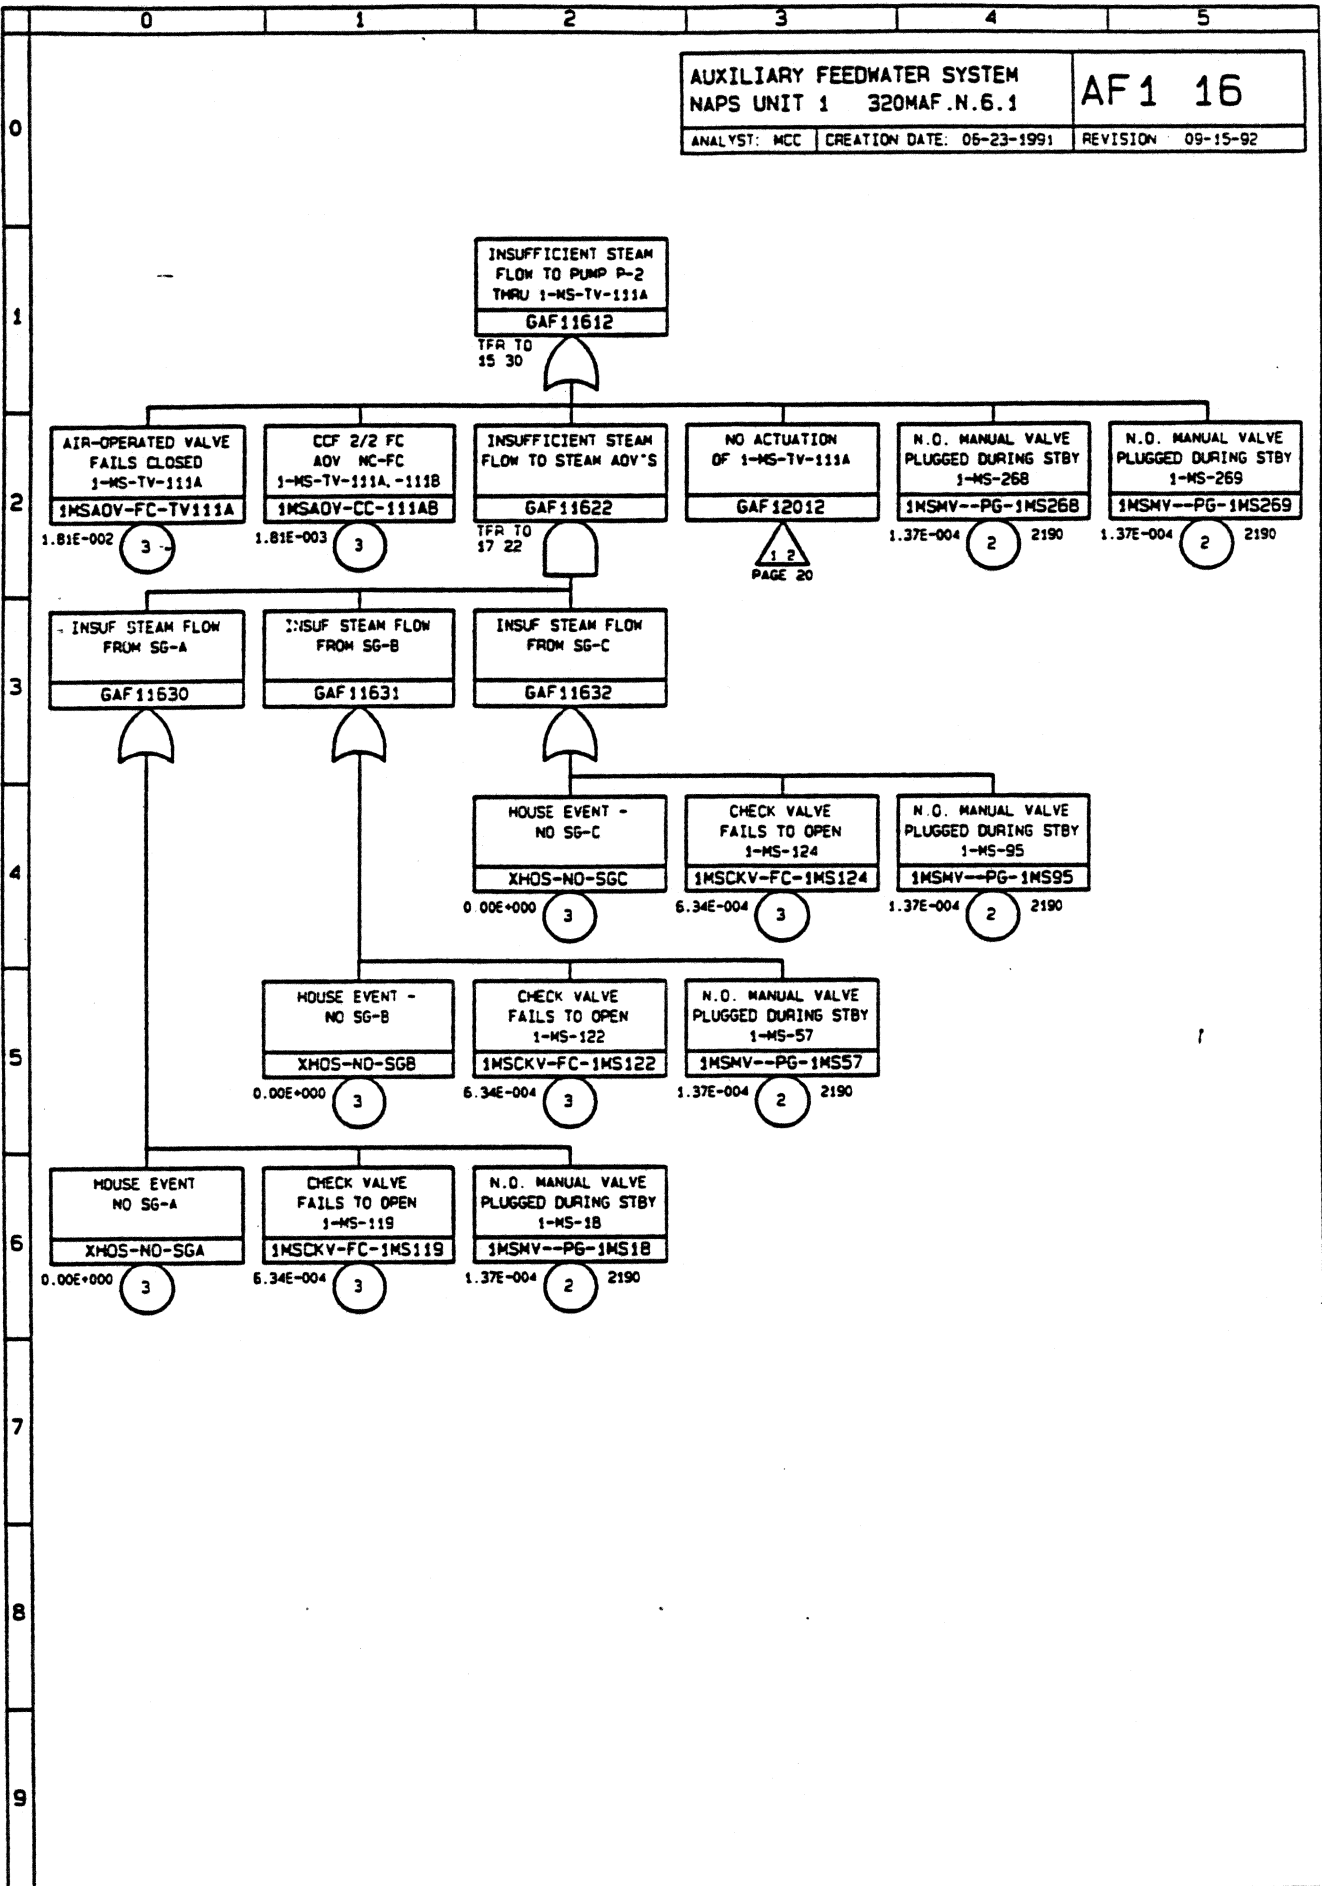 0 1 2 3 4 5
AUXILIARY FEEDWATER SYSTEM
NAPS UNIT 1 320MAF.N.6.1
AF1 16
ANALYST: MCC
CREATION DATE: 06-23-1991
REVISION 09-15-92
0
1
INSUFFICIENT STEAM
FLOW TO PUMP P-2
THRU 1-MS-TV-111A
GAF11612
TFR TO
15 30
2
AIR-OPERATED VALVE
FAILS CLOSED
1-MS-TV-111A
1MSAOV-FC-TV111A
1.81E-002
3
CCF 2/2 FC
AOV NC-FC
1-MS-TV-111A,-111B
1MSAOV-CC-111AB
1.81E-003
3
INSUFFICIENT STEAM
FLOW TO STEAM AOV'S
GAF11622
TFR TO
17 22
NO ACTUATION
OF 1-MS-TV-111A
GAF12012
1 2
PAGE 20
N.O. MANUAL VALVE
PLUGGED DURING STBY
1-MS-268
1MSMV--PG-1MS268
1.37E-004
2
2190
N.O. MANUAL VALVE
PLUGGED DURING STBY
1-MS-269
1MSMV--PG-1MS269
1.37E-004
2
2190
3
INSUF STEAM FLOW
FROM SG-A
GAF11630
INSUF STEAM FLOW
FROM SG-B
GAF11631
INSUF STEAM FLOW
FROM SG-C
GAF11632
4
HOUSE EVENT -
NO SG-C
XHOS-NO-SGC
0.00E+000
3
CHECK VALVE
FAILS TO OPEN
1-MS-124
1MSCKV-FC-1MS124
6.34E-004
3
N.O. MANUAL VALVE
PLUGGED DURING STBY
1-MS-95
1MSMV--PG-1MS95
1.37E-004
2
2190
5
HOUSE EVENT -
NO SG-B
XHOS-NO-SGB
0.00E+000
3
CHECK VALVE
FAILS TO OPEN
1-MS-122
1MSCKV-FC-1MS122
6.34E-004
3
N.O. MANUAL VALVE
PLUGGED DURING STBY
1-MS-57
1MSMV--PG-1MS57
1.37E-004
2
2190
6
HOUSE EVENT
NO SG-A
XHOS-NO-SGA
0.00E+000
3
CHECK VALVE
FAILS TO OPEN
1-MS-119
1MSCKV-FC-1MS119
6.34E-004
3
N.O. MANUAL VALVE
PLUGGED DURING STBY
1-MS-18
1MSMV--PG-1MS18
1.37E-004
2
2190
7
8
9